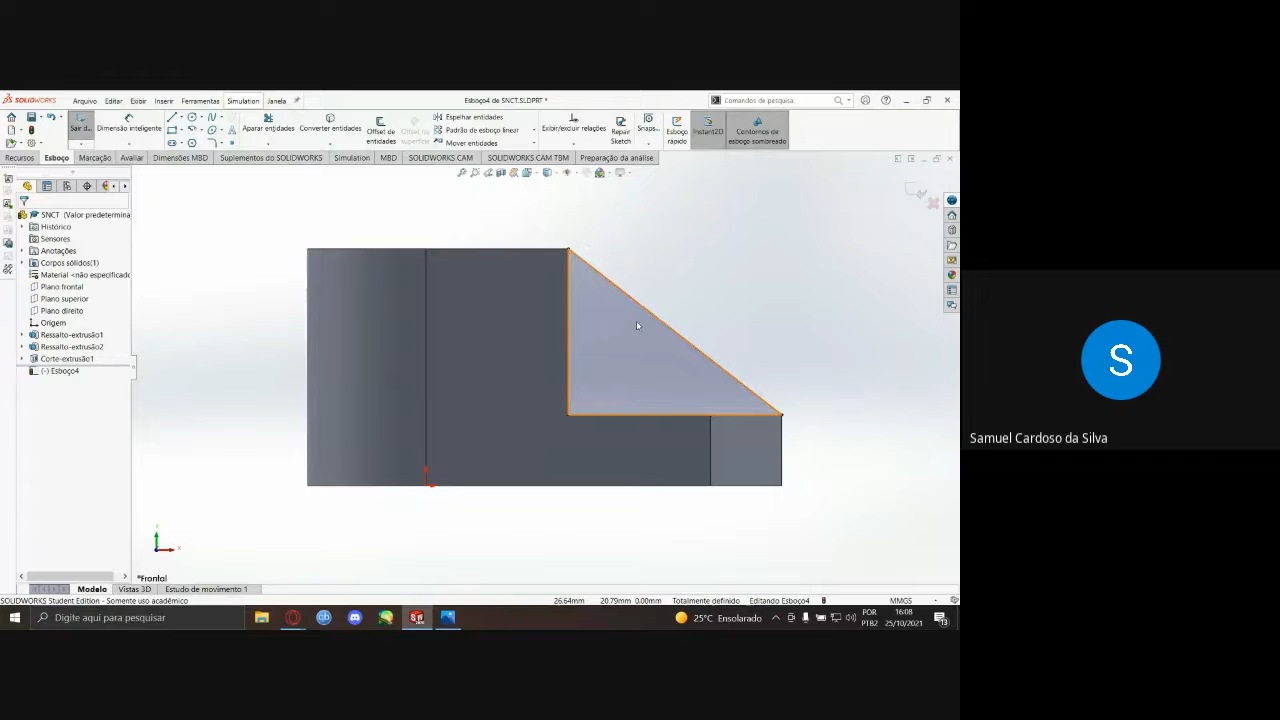 SOLIDWORKS
Arquivo
Editar
Exibir
Inserir
Ferramentas
Simulation
Janela
Esboço4 de SNCT.SLDPRT *
Comandos de pesquisa
Sair d...
Dimensão inteligente
Aparar entidades
Converter entidades
Offset de entidades
Offset na superfície
Espelhar entidades
Padrão de esboço linear
Mover entidades
Exibir/excluir relações
Repair Sketch
Snaps...
Esboço rápido
Instant2D
Contornos de esboço sombreado
Recursos
Esboço
Marcação
Avaliar
Dimensões MBD
Suplementos do SOLIDWORKS
Simulation
MBD
SOLIDWORKS CAM
SOLIDWORKS CAM TBM
Preparação da análise
SNCT (Valor predetermina
Histórico
Sensores
Anotações
Corpos sólidos(1)
Material <não especificado
Plano frontal
Plano superior
Plano direito
Origem
Ressalto-extrusão1
Ressalto-extrusão2
Corte-extrusão1
(-) Esboço4
S
Samuel Cardoso da Silva
*Frontal
Modelo
Vistas 3D
Estudo de movimento 1
SOLIDWORKS Student Edition - Somente uso acadêmico
26.64mm
20.79mm
0.00mm
Totalmente definido
Editando Esboço4
MMGS
Digite aqui para pesquisar
25°C Ensolarado
POR
PTB2
16:08
25/10/2021